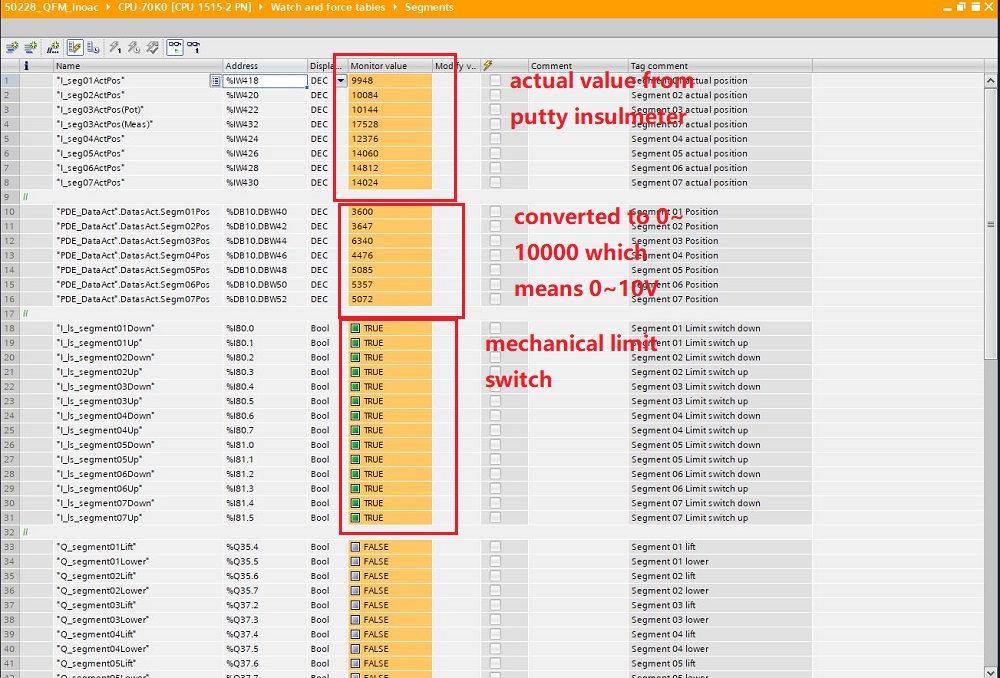 50228_QFM_Inoac ▸ CPU-70K0 [CPU 1515-2 PN] ▸ Watch and force tables ▸ Segments
i Name Address Displa... Monitor value Modify v... Comment Tag comment
1 "I_seg01ActPos" %IW418 DEC 9948 Segment 01 actual position
2 "I_seg02ActPos" %IW420 DEC 10084 Segment 02 actual position
3 "I_seg03ActPos(Pot)" %IW422 DEC 10144 Segment 03 actual position
4 "I_seg03ActPos(Meas)" %IW432 DEC 17528 Segment 07 actual position
5 "I_seg04ActPos" %IW424 DEC 12376 Segment 04 actual position
6 "I_seg05ActPos" %IW426 DEC 14060 Segment 05 actual position
7 "I_seg06ActPos" %IW428 DEC 14812 Segment 06 actual position
8 "I_seg07ActPos" %IW430 DEC 14024 Segment 07 actual position
actual value from
putty insulmeter
9 //
10 "PDE_DataAct".DatasAct.Segm01Pos %DB10.DBW40 DEC 3600 Segment 01 Position
11 "PDE_DataAct".DatasAct.Segm02Pos %DB10.DBW42 DEC 3647 Segment 02 Position
12 "PDE_DataAct".DatasAct.Segm03Pos %DB10.DBW44 DEC 6340 Segment 03 Position
13 "PDE_DataAct".DatasAct.Segm04Pos %DB10.DBW46 DEC 4476 Segment 04 Position
14 "PDE_DataAct".DatasAct.Segm05Pos %DB10.DBW48 DEC 5085 Segment 05 Position
15 "PDE_DataAct".DatasAct.Segm06Pos %DB10.DBW50 DEC 5357 Segment 06 Position
16 "PDE_DataAct".DatasAct.Segm07Pos %DB10.DBW52 DEC 5072 Segment 07 Position
converted to 0~
10000 which
means 0~10V
17 //
18 "I_ls_segment01Down" %I80.0 Bool TRUE Segment 01 Limit switch down
19 "I_ls_segment01Up" %I80.1 Bool TRUE Segment 01 Limit switch up
20 "I_ls_segment02Down" %I80.2 Bool TRUE Segment 02 Limit switch down
21 "I_ls_segment02Up" %I80.3 Bool TRUE Segment 02 Limit switch up
22 "I_ls_segment03Down" %I80.4 Bool TRUE Segment 03 Limit switch down
23 "I_ls_segment03Up" %I80.5 Bool TRUE Segment 03 Limit switch up
24 "I_ls_segment04Down" %I80.6 Bool TRUE Segment 04 Limit switch down
25 "I_ls_segment04Up" %I80.7 Bool TRUE Segment 04 Limit switch up
26 "I_ls_segment05Down" %I81.0 Bool TRUE Segment 05 Limit switch down
27 "I_ls_segment05Up" %I81.1 Bool TRUE Segment 05 Limit switch up
28 "I_ls_segment06Down" %I81.2 Bool TRUE Segment 06 Limit switch down
29 "I_ls_segment06Up" %I81.3 Bool TRUE Segment 06 Limit switch up
30 "I_ls_segment07Down" %I81.4 Bool TRUE Segment 07 Limit switch down
31 "I_ls_segment07Up" %I81.5 Bool TRUE Segment 07 Limit switch up
mechanical limit
switch
32 //
33 "Q_segment01Lift" %Q35.4 Bool FALSE Segment 01 lift
34 "Q_segment01Lower" %Q35.5 Bool FALSE Segment 01 lower
35 "Q_segment02Lift" %Q35.6 Bool FALSE Segment 02 lift
36 "Q_segment02Lower" %Q35.7 Bool FALSE Segment 02 lower
37 "Q_segment03Lift" %Q37.2 Bool FALSE Segment 03 lift
38 "Q_segment03Lower" %Q37.3 Bool FALSE Segment 03 lower
39 "Q_segment04Lift" %Q37.4 Bool FALSE Segment 04 lift
40 "Q_segment04Lower" %Q37.5 Bool FALSE Segment 04 lower
41 "Q_segment05Lift" %Q37.6 Bool FALSE Segment 05 lift